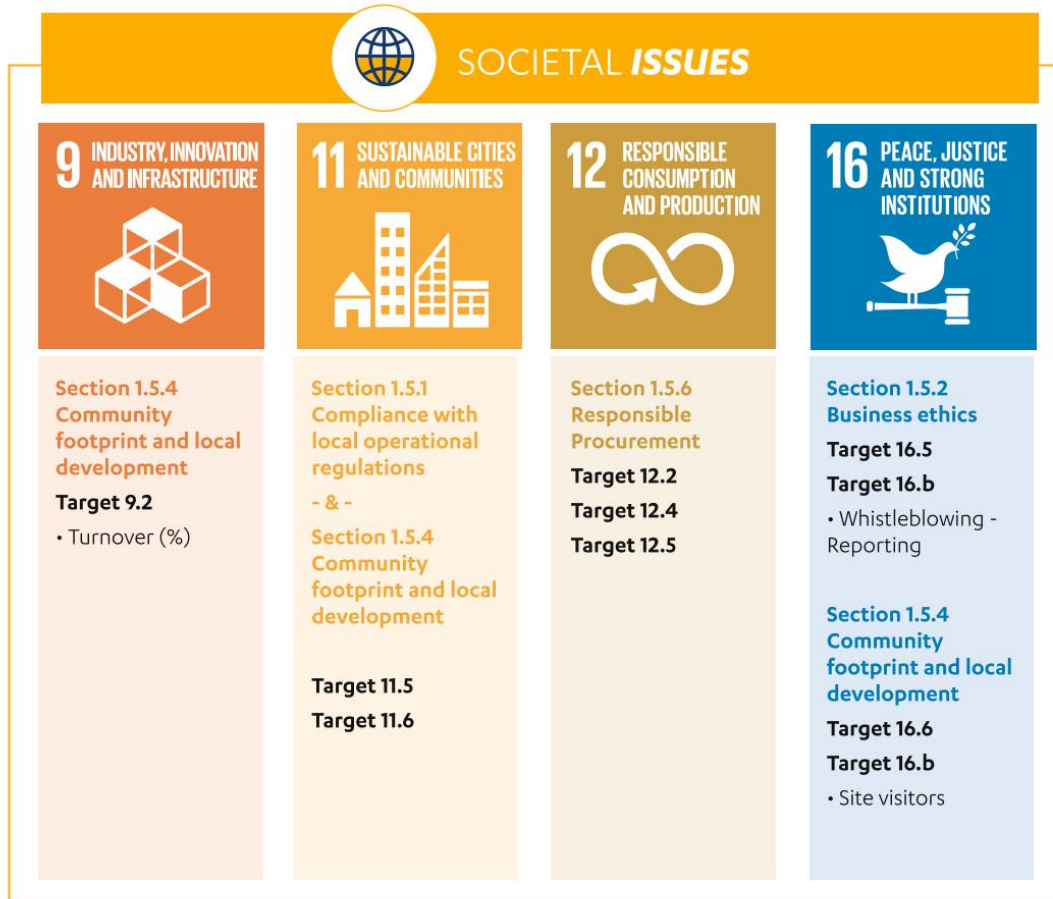 SOCIETAL ISSUES
9 INDUSTRY, INNOVATION
AND INFRASTRUCTURE
Section 1.5.4
Community
footprint and local
development
Target 9.2
• Turnover (%)
11 SUSTAINABLE CITIES
AND COMMUNITIES
Section 1.5.1
Compliance with
local operational
regulations
- & -
Section 1.5.4
Community
footprint and local
development
Target 11.5
Target 11.6
12 RESPONSIBLE
CONSUMPTION
AND PRODUCTION
Section 1.5.6
Responsible
Procurement
Target 12.2
Target 12.4
Target 12.5
16 PEACE, JUSTICE
AND STRONG
INSTITUTIONS
Section 1.5.2
Business ethics
Target 16.5
Target 16.b
• Whistleblowing -
Reporting
Section 1.5.4
Community
footprint and local
development
Target 16.6
Target 16.b
• Site visitors